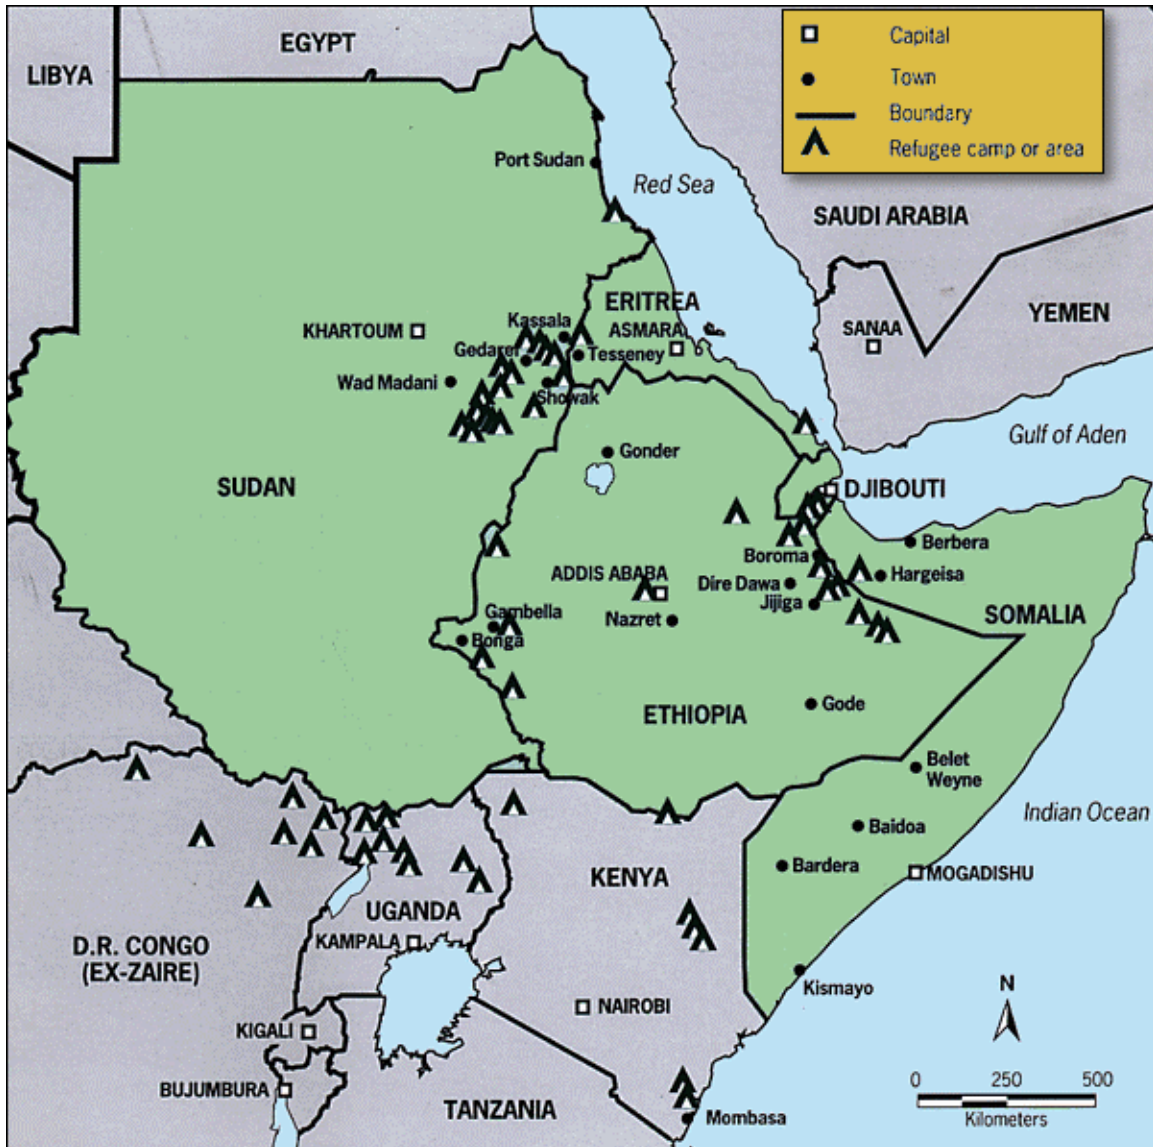 EGYPT
LIBYA
Capital
Town
Boundary
Refugee camp or area
Port Sudan
Red Sea
SAUDI ARABIA
YEMEN
ERITREA
KHARTOUM
Kassala
ASMARA
SANAA
Gedaref
Tesseney
Wad Madani
Showak
Gulf of Aden
Gonder
SUDAN
DJIBOUTI
Berbera
Boroma
ADDIS ABABA
Dire Dawa
Hargeisa
Jijiga
Gambella
Nazret
SOMALIA
Bonga
Gode
ETHIOPIA
Belet
Weyne
Indian Ocean
Baidoa
Bardera
MOGADISHU
KENYA
UGANDA
D.R. CONGO
(EX-ZAIRE)
KAMPALA
Kismayo
N
NAIROBI
KIGALI
0 250 500
Kilometers
BUJUMBURA
TANZANIA
Mombasa